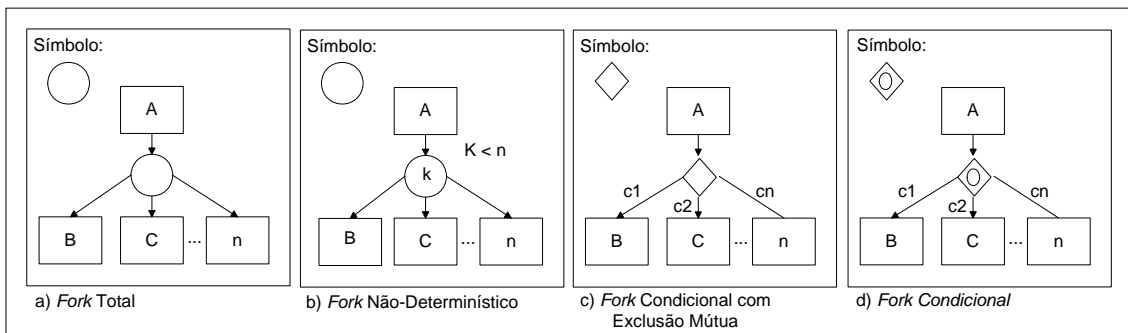 Símbolo:
A
B
C
...
n
a) Fork Total
Símbolo:
A
K < n
k
B
C
...
n
b) Fork Não-Determinístico
Símbolo:
A
c1
c2
cn
B
C
...
n
c) Fork Condicional com
Exclusão Mútua
Símbolo:
A
c1
c2
cn
B
C
...
n
d) Fork Condicional